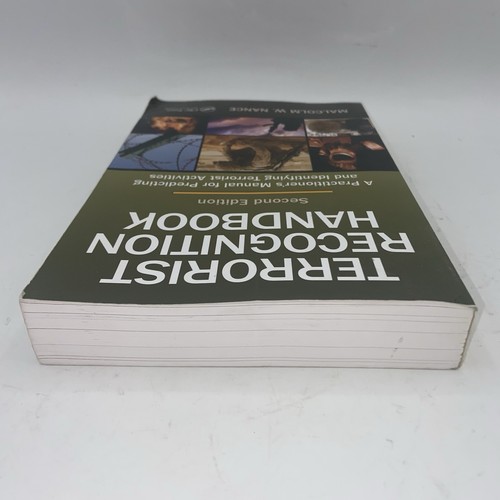 TERRORIST
RECOGNITION
HANDBOOK
Second Edition
A Practitioner's Manual for Predicting
and Identifying Terrorist Activities
MALCOLM W. NANCE